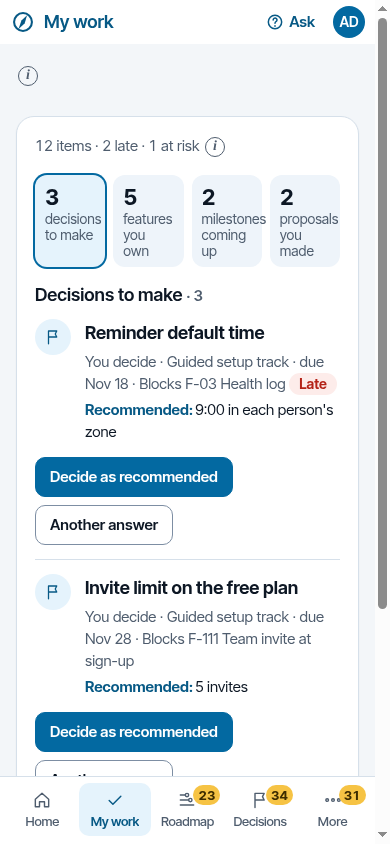 My work
Ask
AD
i
12 items · 2 late · 1 at risk i
3
decisions
to make
5
features
you
own
2
milestones
coming
up
2
proposals
you
made
Decisions to make · 3
Reminder default time
You decide · Guided setup track · due
Nov 18 · Blocks F-03 Health log Late
Recommended: 9:00 in each person's
zone
Decide as recommended
Another answer
Invite limit on the free plan
You decide · Guided setup track · due
Nov 28 · Blocks F-111 Team invite at
sign-up
Recommended: 5 invites
Decide as recommended
Home
My work
23
Roadmap
34
Decisions
31
More